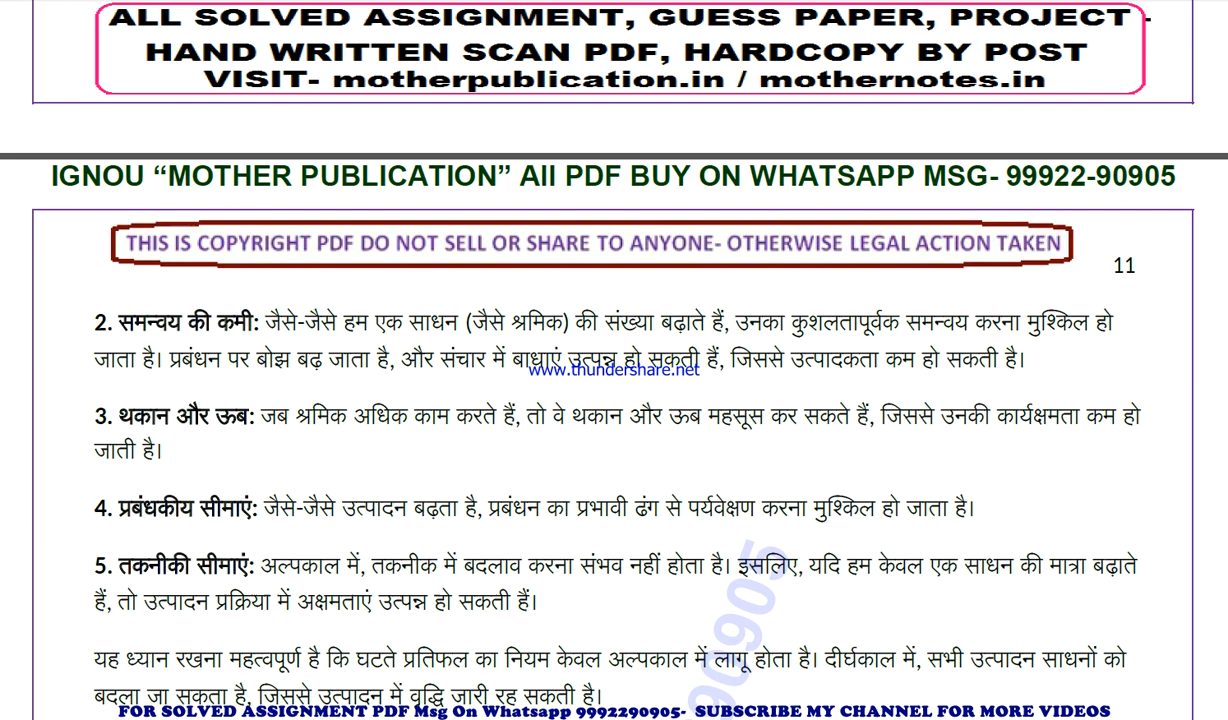 ALL SOLVED ASSIGNMENT, GUESS PAPER, PROJECT -
HAND WRITTEN SCAN PDF, HARDCOPY BY POST
VISIT- motherpublication.in / mothernotes.in
IGNOU “MOTHER PUBLICATION” All PDF BUY ON WHATSAPP MSG- 99922-90905
THIS IS COPYRIGHT PDF DO NOT SELL OR SHARE TO ANYONE- OTHERWISE LEGAL ACTION TAKEN
11
2. समन्वय की कमी: जैसे-जैसे हम एक साधन (जैसे श्रमिक) की संख्या बढ़ाते हैं, उनका कुशलतापूर्वक समन्वय करना मुश्किल हो
जाता है। प्रबंधन पर बोझ बढ़ जाता है, और संचार में बाधाएं उत्पन्न हो सकती हैं, जिससे उत्पादकता कम हो सकती है।
www.thundershare.net
3. थकान और ऊब: जब श्रमिक अधिक काम करते हैं, तो वे थकान और ऊब महसूस कर सकते हैं, जिससे उनकी कार्यक्षमता कम हो
जाती है।
4. प्रबंधकीय सीमाएं: जैसे-जैसे उत्पादन बढ़ता है, प्रबंधन का प्रभावी ढंग से पर्यवेक्षण करना मुश्किल हो जाता है।
5. तकनीकी सीमाएं: अल्पकाल में, तकनीक में बदलाव करना संभव नहीं होता है। इसलिए, यदि हम केवल एक साधन की मात्रा बढ़ाते
हैं, तो उत्पादन प्रक्रिया में अक्षमताएं उत्पन्न हो सकती हैं।
90905
यह ध्यान रखना महत्वपूर्ण है कि घटते प्रतिफल का नियम केवल अल्पकाल में लागू होता है। दीर्घकाल में, सभी उत्पादन साधनों को
बदला जा सकता है, जिससे उत्पादन में वृद्धि जारी रह सकती है।
FOR SOLVED ASSIGNMENT PDF Msg On Whatsapp 9992290905- SUBSCRIBE MY CHANNEL FOR MORE VIDEOS